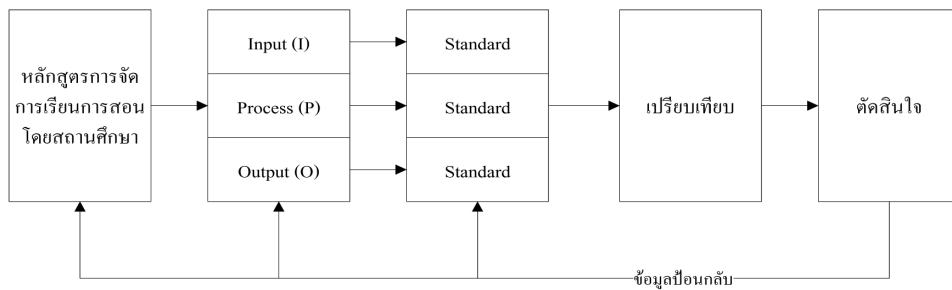 หลักสูตรการจัด
การเรียนการสอน
โดยสถานศึกษา
Input (I)
Process (P)
Output (O)
Standard
Standard
Standard
เปรียบเทียบ
ตัดสินใจ
ข้อมูลป้อนกลับ